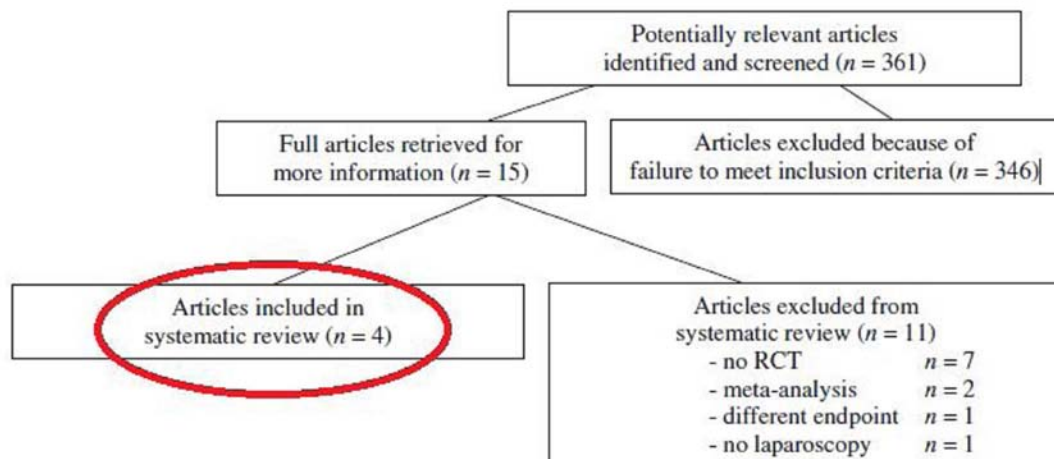 Potentially relevant articles
identified and screened (n = 361)
Full articles retrieved for
more information (n = 15)
Articles excluded because of
failure to meet inclusion criteria (n = 346)
Articles included in
systematic review (n = 4)
Articles excluded from
systematic review (n = 11)
- no RCT n = 7
- meta-analysis n = 2
- different endpoint n = 1
- no laparoscopy n = 1